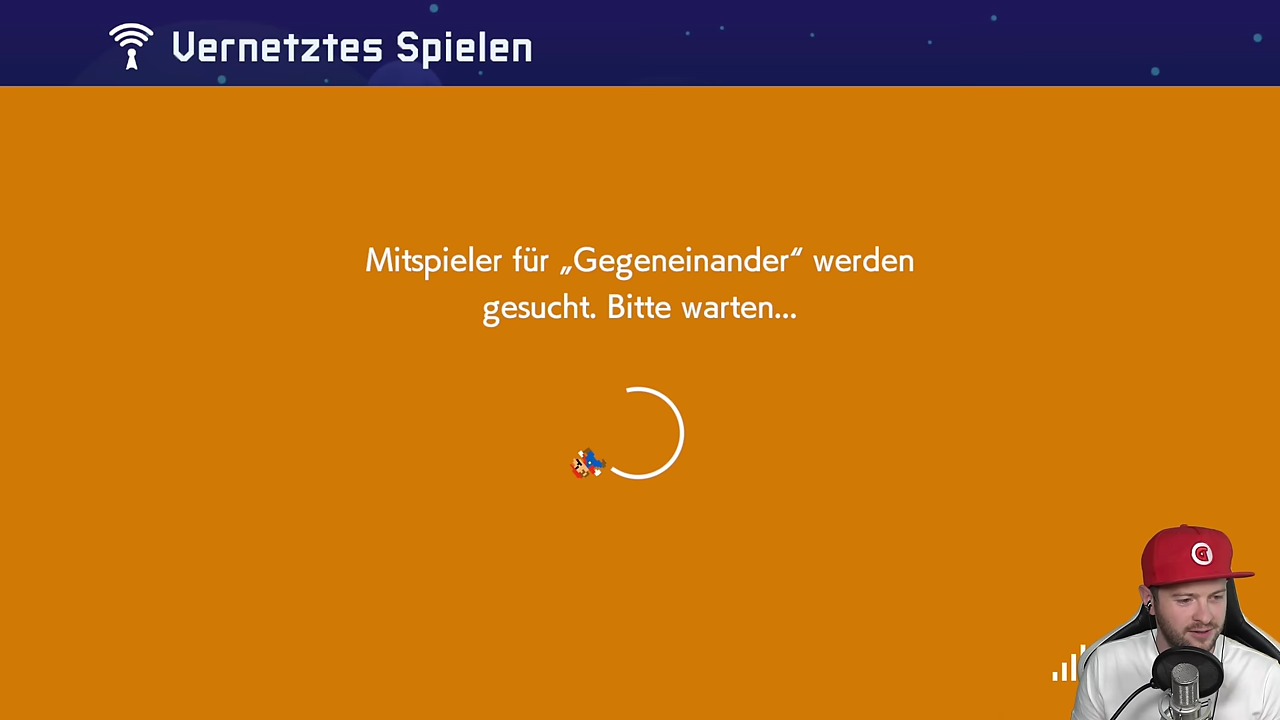 Vernetztes Spielen
Mitspieler für „Gegeneinander“ werden
gesucht. Bitte warten...